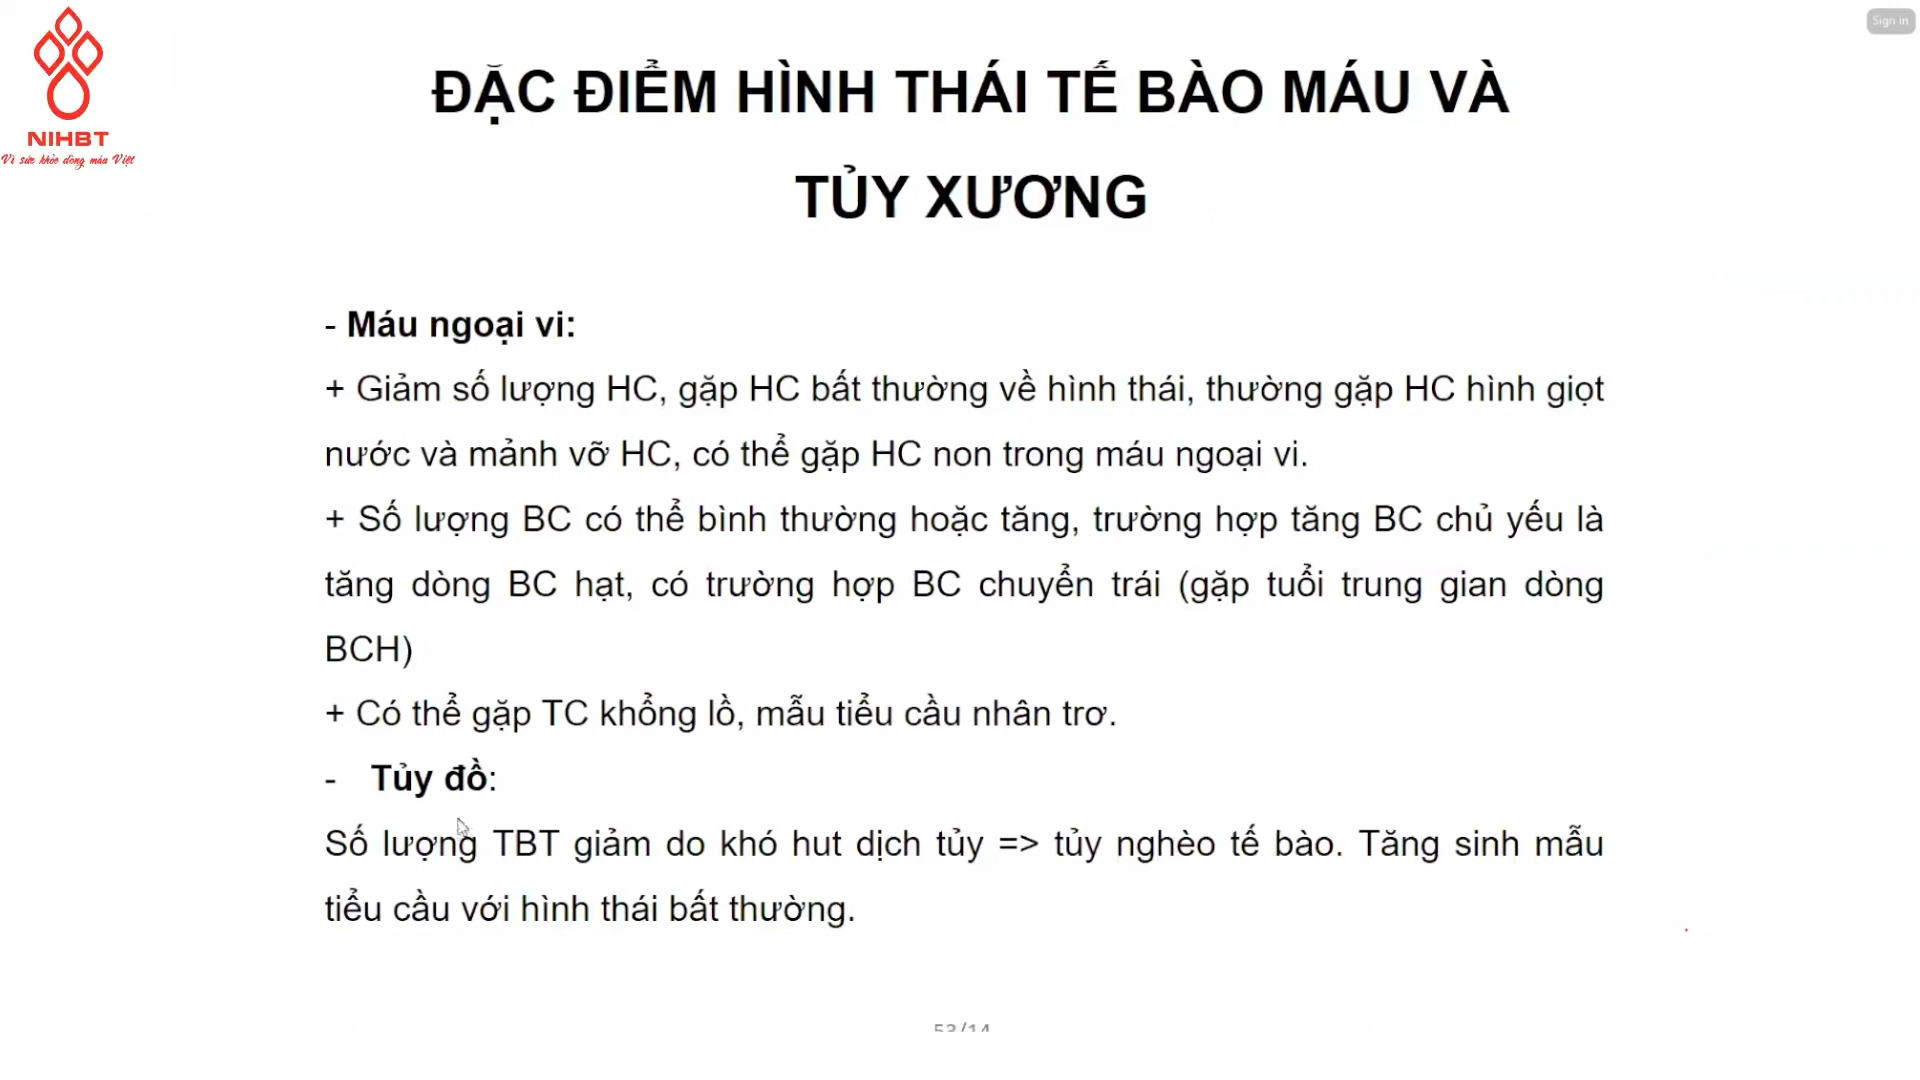 Sign in
NIHBT
Vì sức khỏe dòng máu Việt
ĐẶC ĐIỂM HÌNH THÁI TẾ BÀO MÁU VÀ
TỦY XƯƠNG
- Máu ngoại vi:
+ Giảm số lượng HC, gặp HC bất thường về hình thái, thường gặp HC hình giọt
nước và mảnh vỡ HC, có thể gặp HC non trong máu ngoại vi.
+ Số lượng BC có thể bình thường hoặc tăng, trường hợp tăng BC chủ yếu là
tăng dòng BC hạt, có trường hợp BC chuyển trái (gặp tuổi trung gian dòng
BCH)
+ Có thể gặp TC khổng lồ, mẫu tiểu cầu nhân trơ.
- Tủy đồ:
Số lượng TBT giảm do khó hut dịch tủy => tủy nghèo tế bào. Tăng sinh mẫu
tiểu cầu với hình thái bất thường.
53/14